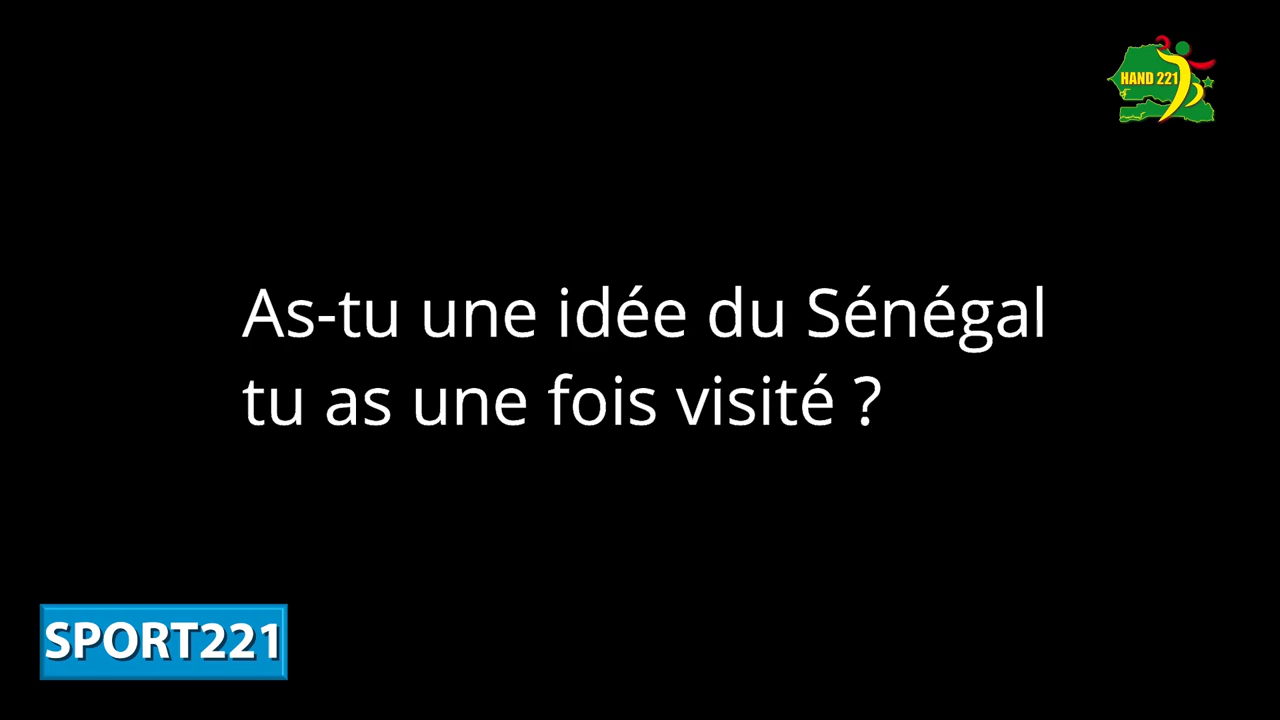 HAND 221
As-tu une idée du Sénégal
tu as une fois visité ?
SPORT221